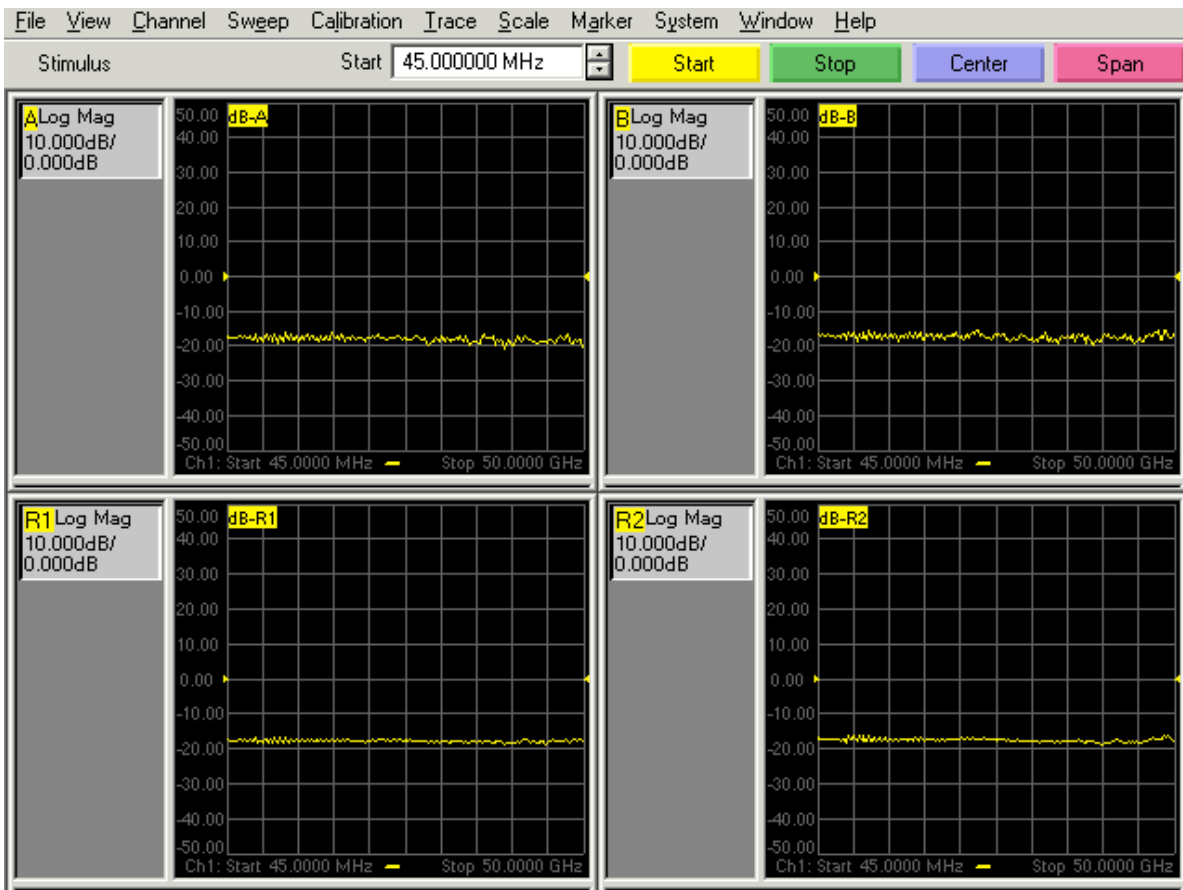 File View Channel Sweep Calibration Trace Scale Marker System Window Help
Stimulus Start 45.000000 MHz Start Stop Center Span
A Log Mag
10.000dB/
0.000dB
50.00 dB-A
40.00
30.00
20.00
10.00
0.00
-10.00
-20.00
-30.00
-40.00
-50.00
Ch1: Start 45.0000 MHz Stop 50.0000 GHz
B Log Mag
10.000dB/
0.000dB
50.00 dB-B
40.00
30.00
20.00
10.00
0.00
-10.00
-20.00
-30.00
-40.00
-50.00
Ch1: Start 45.0000 MHz Stop 50.0000 GHz
R1 Log Mag
10.000dB/
0.000dB
50.00 dB-R1
40.00
30.00
20.00
10.00
0.00
-10.00
-20.00
-30.00
-40.00
-50.00
Ch1: Start 45.0000 MHz Stop 50.0000 GHz
R2 Log Mag
10.000dB/
0.000dB
50.00 dB-R2
40.00
30.00
20.00
10.00
0.00
-10.00
-20.00
-30.00
-40.00
-50.00
Ch1: Start 45.0000 MHz Stop 50.0000 GHz